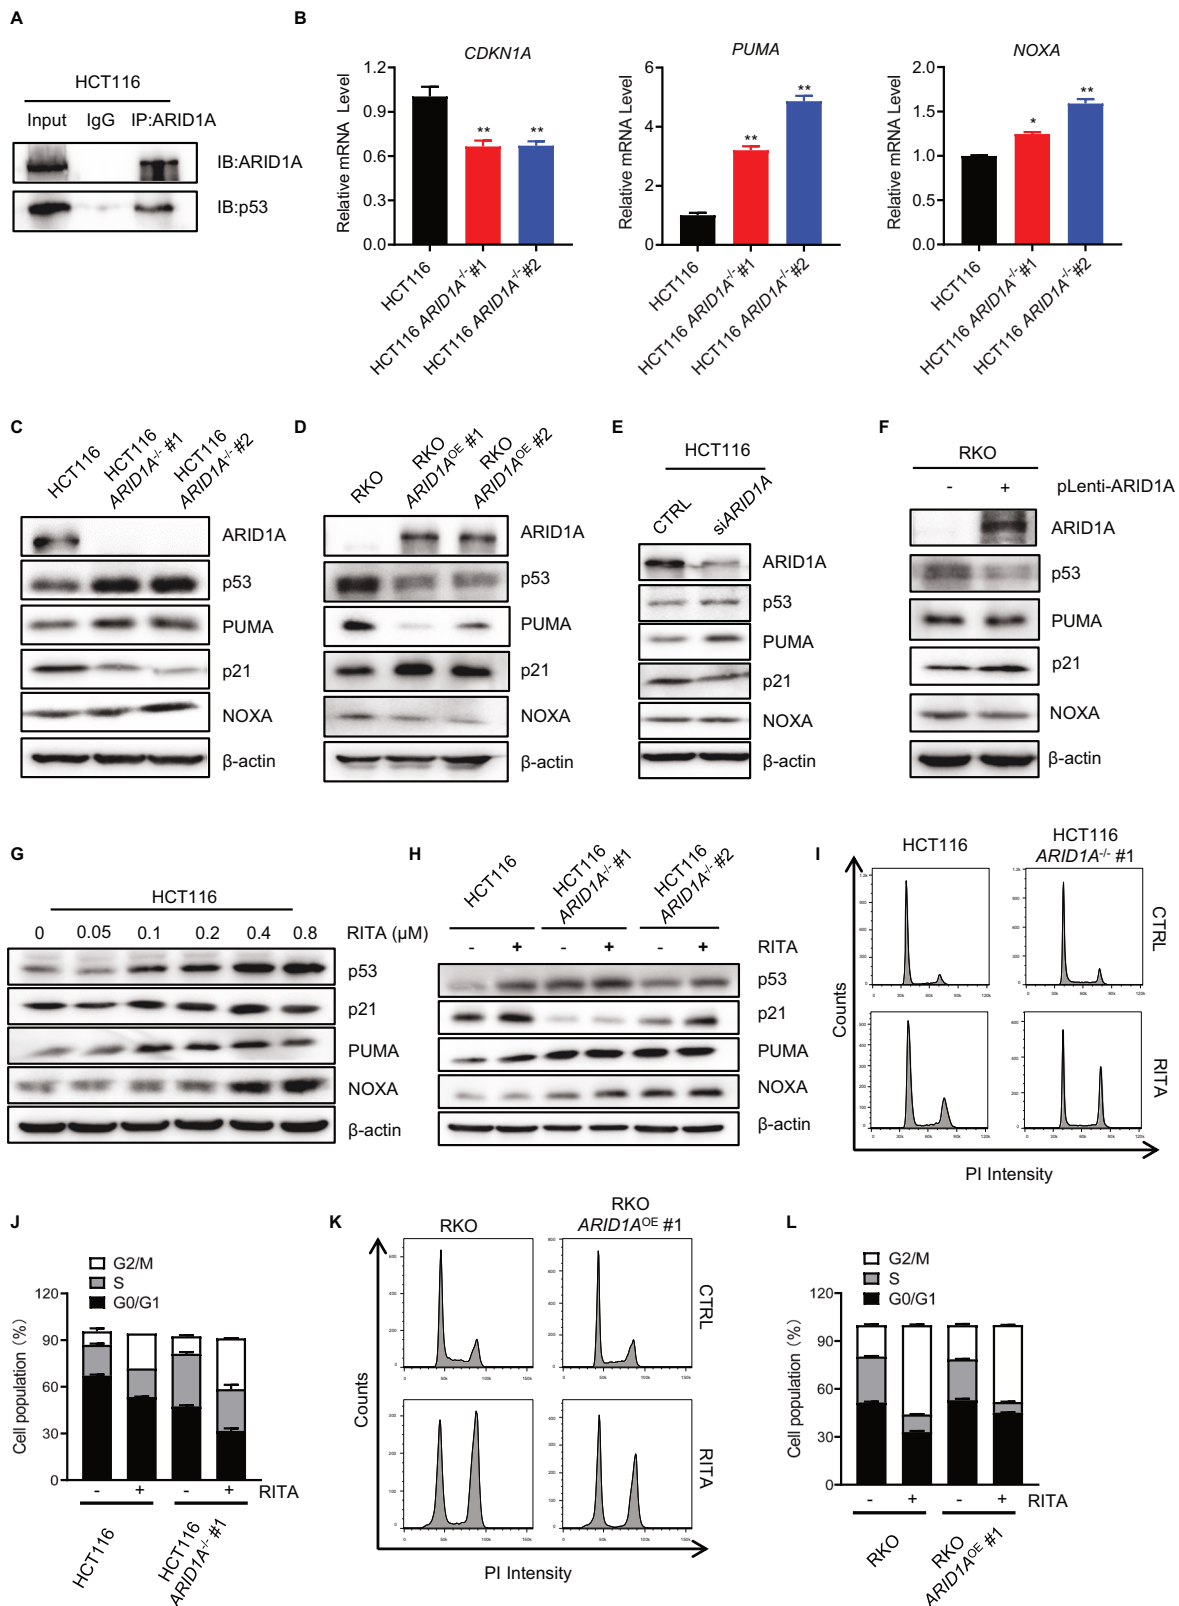 A
HCT116
Input IgG IP:ARID1A
IB:ARID1A
IB:p53
B
CDKN1A
Relative mRNA Level
1.2
0.9
0.6
0.3
0.0
** **
HCT116
HCT116 ARID1A-/-#1
HCT116 ARID1A-/-#2
PUMA
Relative mRNA Level
6
4
2
0
** **
HCT116
HCT116 ARID1A-/-#1
HCT116 ARID1A-/-#2
NOXA
Relative mRNA Level
2.0
1.5
1.0
0.5
0.0
* **
HCT116
HCT116 ARID1A-/-#1
HCT116 ARID1A-/-#2
C
HCT116
HCT116
ARID1A-/- #1
HCT116
ARID1A-/- #2
ARID1A
p53
PUMA
p21
NOXA
β-actin
D
RKO
RKO
ARID1AOE #1
RKO
ARID1AOE #2
ARID1A
p53
PUMA
p21
NOXA
β-actin
E
HCT116
CTRL siARID1A
ARID1A
p53
PUMA
p21
NOXA
β-actin
F
RKO
- + pLenti-ARID1A
ARID1A
p53
PUMA
p21
NOXA
β-actin
G
HCT116
0 0.05 0.1 0.2 0.4 0.8 RITA (μM)
p53
p21
PUMA
NOXA
β-actin
H
HCT116
HCT116
ARID1A-/- #1
HCT116
ARID1A-/- #2
- + - + - + RITA
p53
p21
PUMA
NOXA
β-actin
I
HCT116
HCT116
ARID1A-/- #1
CTRL
RITA
Counts
PI Intensity
J
G2/M
S
G0/G1
Cell population (%)
120
90
60
30
0
- + - + RITA
HCT116
HCT116
ARID1A-/- #1
K
RKO
RKO
ARID1AOE #1
CTRL
RITA
Counts
PI Intensity
L
G2/M
S
G0/G1
Cell population (%)
120
90
60
30
0
- + - + RITA
RKO
RKO
ARID1AOE #1